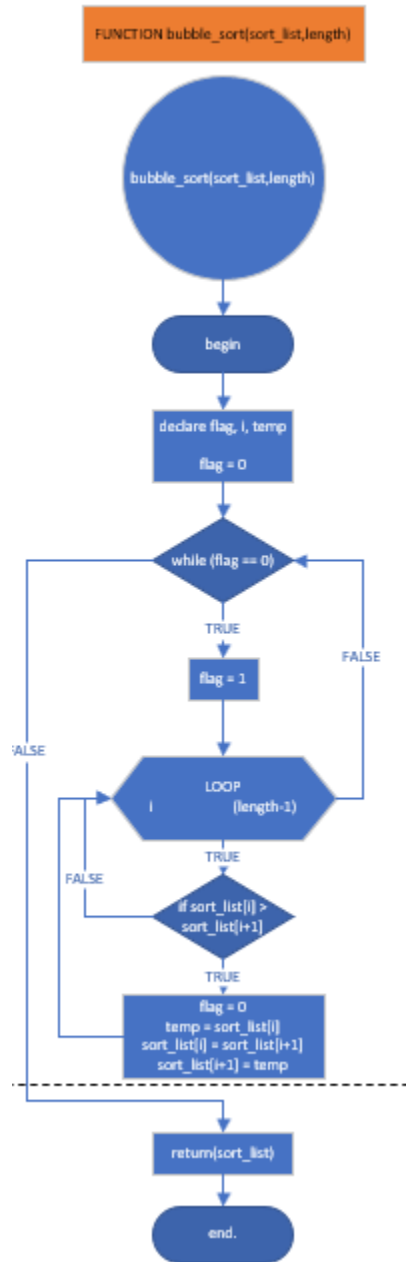 FUNCTION bubble_sort(sort_list,length)
bubble_sort(sort_list,length)
begin
declare flag, i, temp
flag = 0
while (flag == 0)
TRUE
FALSE
flag = 1
FALSE
LOOP
i (length-1)
TRUE
FALSE
if sort_list[i] >
sort_list[i+1]
TRUE
flag = 0
temp = sort_list[i]
sort_list[i] = sort_list[i+1]
sort_list[i+1] = temp
return(sort_list)
end.